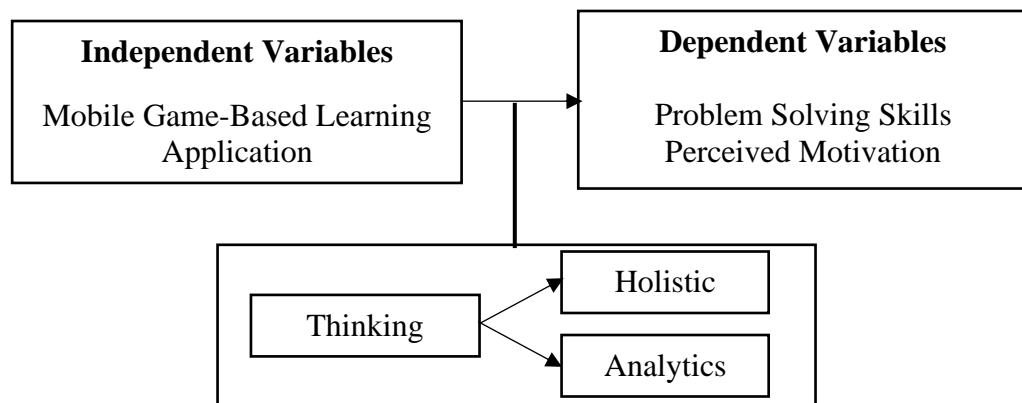 Independent Variables
Mobile Game-Based Learning
Application
Dependent Variables
Problem Solving Skills
Perceived Motivation
Thinking
Holistic
Analytics